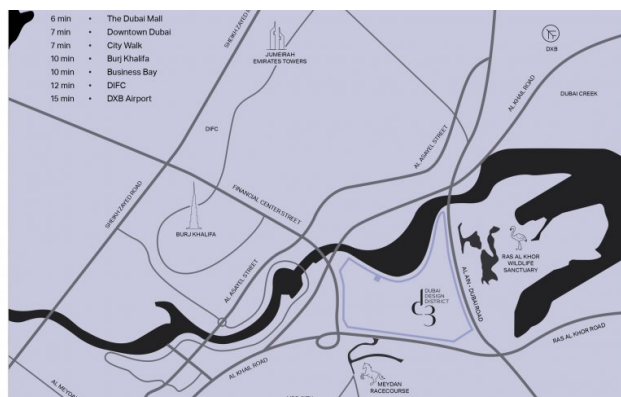 6 min • The Dubai Mall
7 min • Downtown Dubai
7 min • City Walk
10 min • Burj Khalifa
10 min • Business Bay
12 min • DIFC
15 min • DXB Airport
SHEIKH ZAYED ROAD
JUMEIRAH
EMIRATES TOWERS
DXB
AL KHAIL ROAD
DUBAI CREEK
DIFC
AL ASAYEL STREET
SHEIKH ZAYED ROAD
FINANCIAL CENTER STREET
BURJ KHALIFA
RAS AL KHOR
WILDLIFE
SANCTUARY
AL ASAYEL STREET
AL AIN - DUBAI ROAD
DUBAI
DESIGN
DISTRICT
d3
RAS AL KHOR ROAD
AL KHAIL ROAD
MEYDAN
RACECOURSE